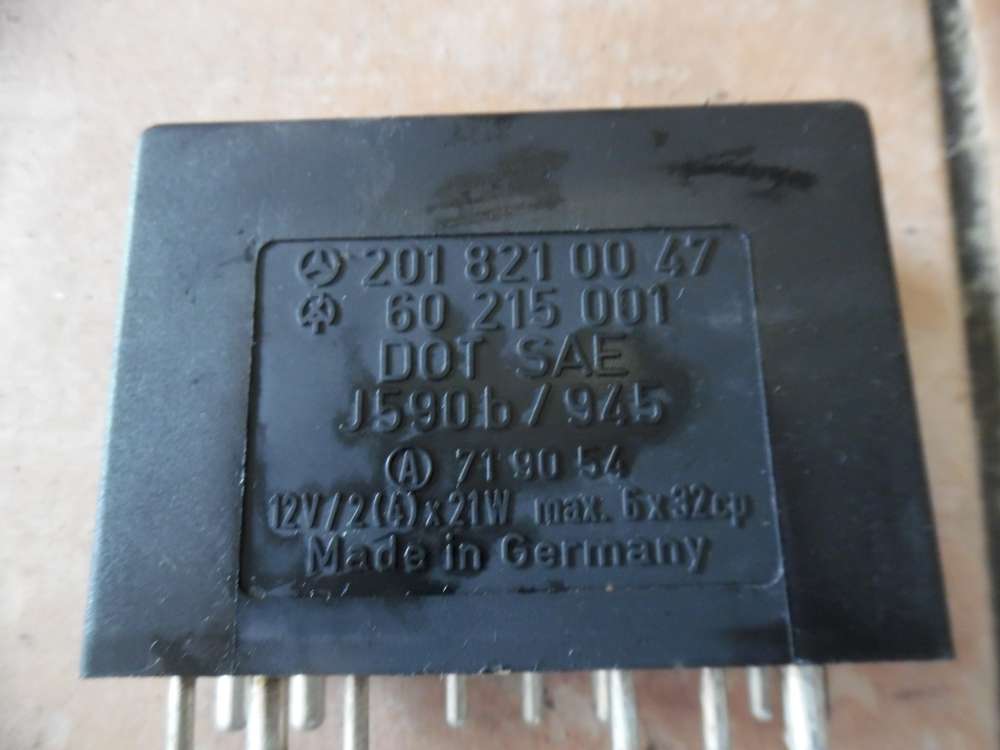 201 821 00 47
60 215 001
DOT SAE
J590b/945
A 71 90 54
12V/2(4)x21W max. 6x32cp
Made in Germany